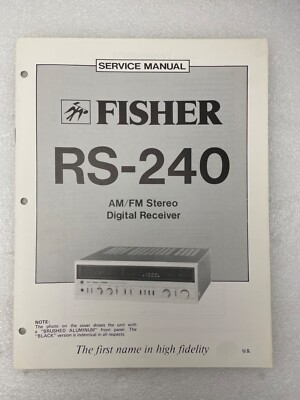 SERVICE MANUAL
FISHER
RS-240
AM/FM Stereo
Digital Receiver
NOTE:
The photo on the cover shows the unit with
a "BRUSHED ALUMINUM" front panel. The
"BLACK" version is indentical in all respects.
The first name in high fidelity